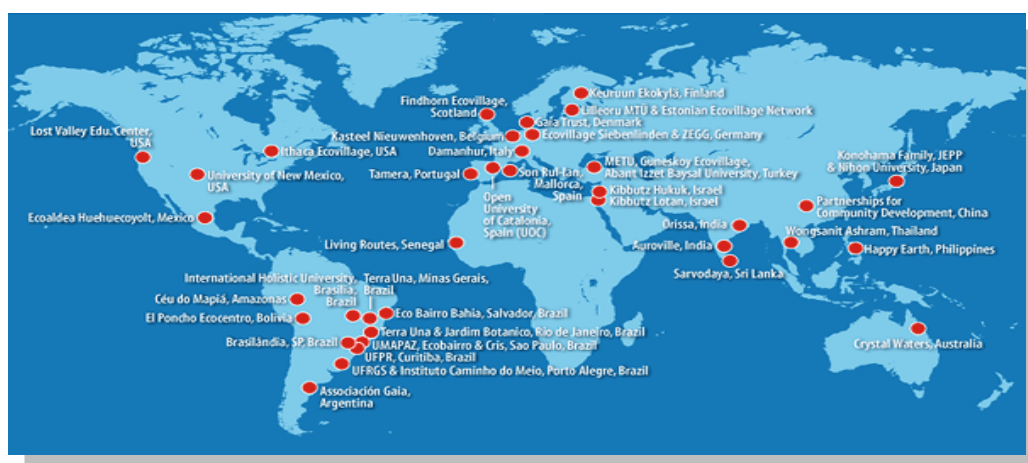 Keuruun Ekokylä, Finland
Findhorn Ecovillage,
Scotland
Lilleoru MTÜ & Estonian Ecovillage Network
Gaia Trust, Denmark
Lost Valley Edu. Center,
USA
Kasteel Nieuwenhoven, Belgium
Ecovillage Siebenlinden & ZEGG, Germany
Ithaca Ecovillage, USA
Damanhur, Italy
Konohama Family, JEPP
& Nihon University, Japan
METU, Guneskoy Ecovillage,
Abant Izzet Baysal University, Turkey
University of New Mexico,
USA
Tamera, Portugal
Son Rul-lan,
Mallorca,
Spain
Kibbutz Hukuk, Israel
Kibbutz Lotan, Israel
Open
University
of Catalonia,
Spain (UOC)
Partnerships for
Community Development, China
Ecoaldea Huehuecoyolt, Mexico
Orissa, India
Wongsanit Ashram, Thailand
Living Routes, Senegal
Auroville, India
Happy Earth, Philippines
Sarvodaya, Sri Lanka
International Holistic University,
Brasilia,
Brazil
Terra Una, Minas Gerais,
Brazil
Céu do Mapiá, Amazonas
Eco Bairro Bahia, Salvador, Brazil
El Poncho Ecocentro, Bolivia
Terra Una & Jardim Botanico, Rio de Janeiro, Brazil
Brasilândia, SP, Brazil
UMAPAZ, Ecobairro & Cris, Sao Paulo, Brazil
Crystal Waters, Australia
UFPR, Curitiba, Brazil
UFRGS & Instituto Caminho do Meio, Porto Alegre, Brazil
Associación Gaia,
Argentina